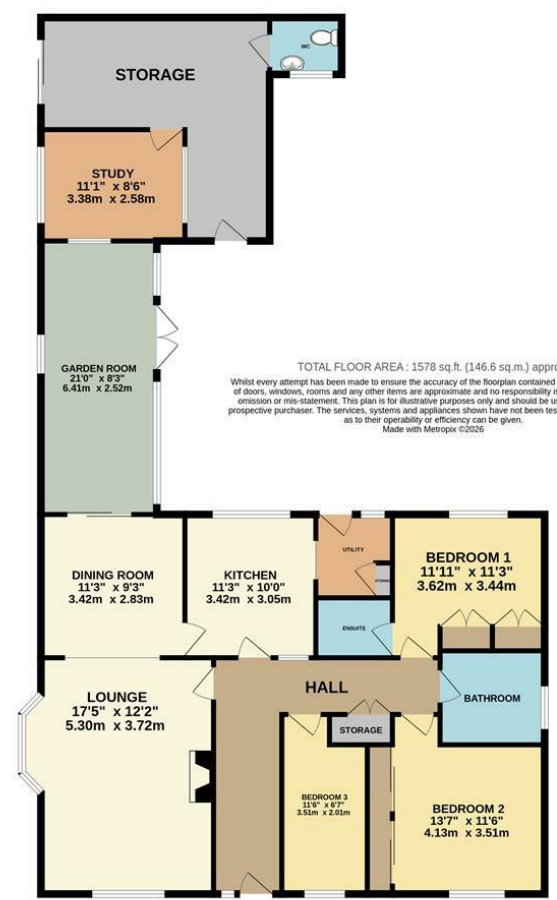 WC
STORAGE
STUDY
11'1" x 8'6"
3.38m x 2.58m
GARDEN ROOM
21'0" x 8'3"
6.41m x 2.52m
TOTAL FLOOR AREA : 1578 sq.ft. (146.6 sq.m.) appro
Whilst every attempt has been made to ensure the accuracy of the floorplan contained
of doors, windows, rooms and any other items are approximate and no responsibility is
omission or mis-statement. This plan is for illustrative purposes only and should be us
prospective purchaser. The services, systems and appliances shown have not been tes
as to their operability or efficiency can be given.
Made with Metropix ©2026
DINING ROOM
11'3" x 9'3"
3.42m x 2.83m
KITCHEN
11'3" x 10'0"
3.42m x 3.05m
UTILITY
STORAGE
BEDROOM 1
11'11" x 11'3"
3.62m x 3.44m
ENSUITE
LOUNGE
17'5" x 12'2"
5.30m x 3.72m
HALL
BATHROOM
STORAGE
BEDROOM 3
11'6" x 6'7"
3.51m x 2.01m
BEDROOM 2
13'7" x 11'6"
4.13m x 3.51m